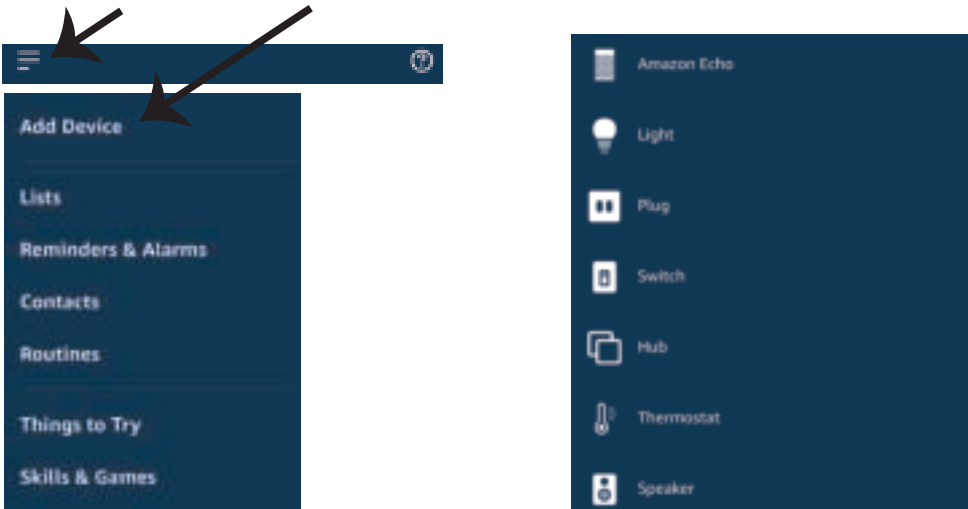 Add Device
Lists
Reminders & Alarms
Contacts
Routines
Things to Try
Skills & Games
Amazon Echo
Light
Plug
Switch
Hub
Thermostat
Speaker